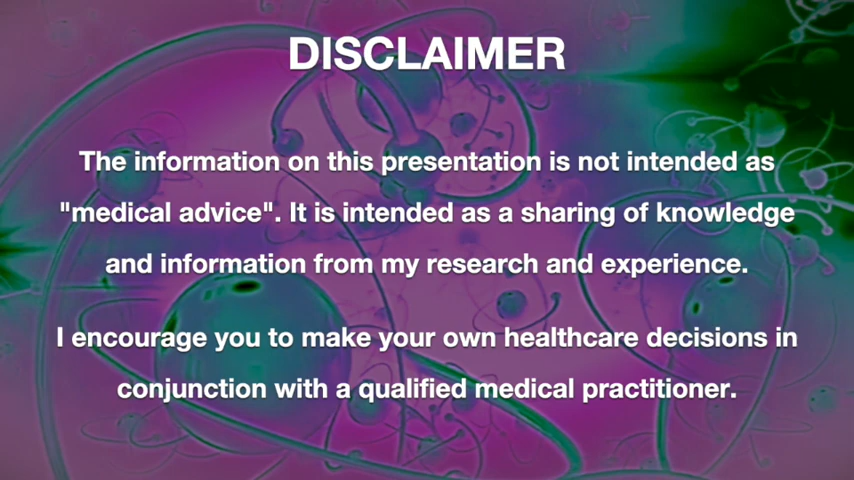 DISCLAIMER
The information on this presentation is not intended as
"medical advice". It is intended as a sharing of knowledge
and information from my research and experience.
I encourage you to make your own healthcare decisions in
conjunction with a qualified medical practitioner.